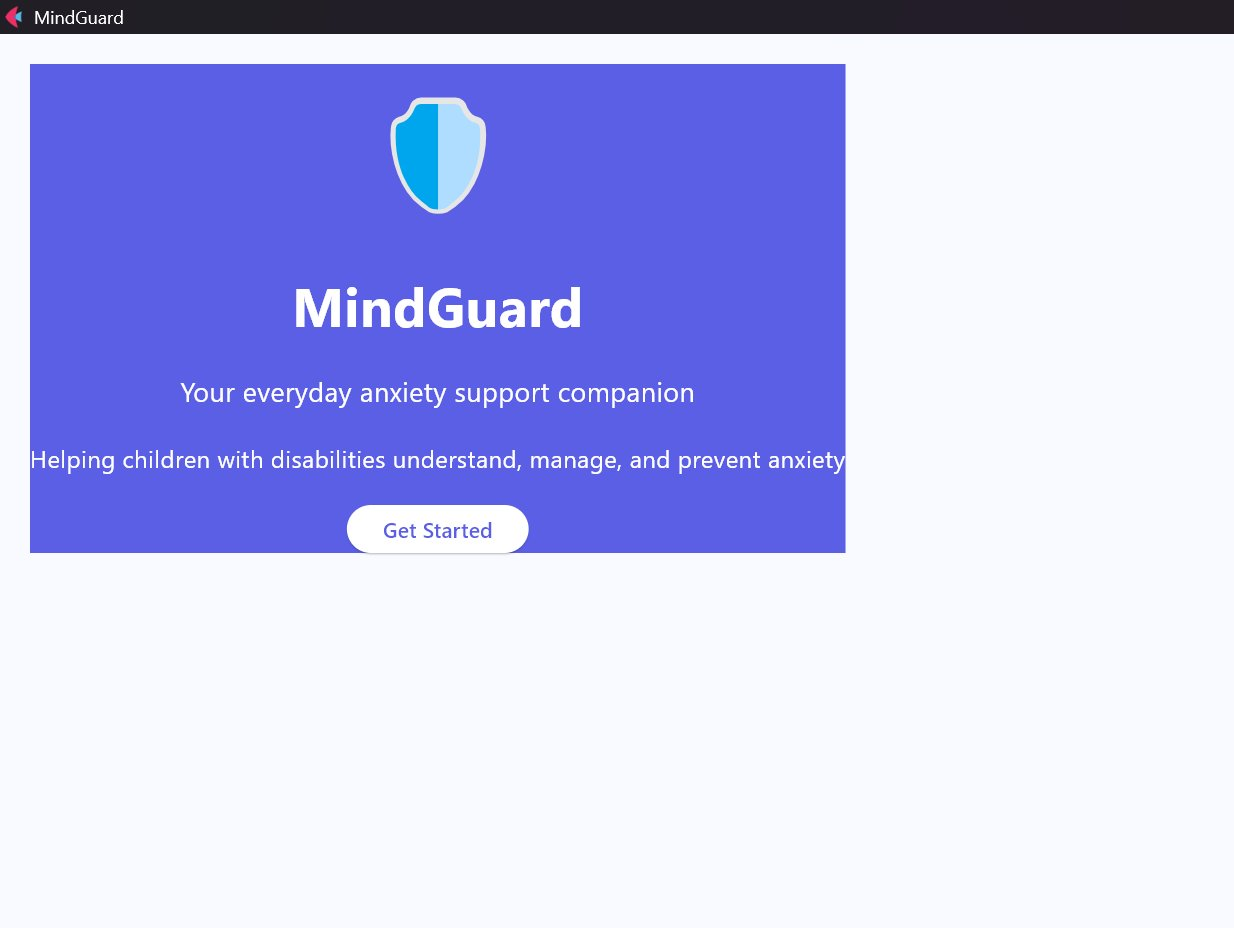 MindGuard
MindGuard
Your everyday anxiety support companion
Helping children with disabilities understand, manage, and prevent anxiety
Get Started